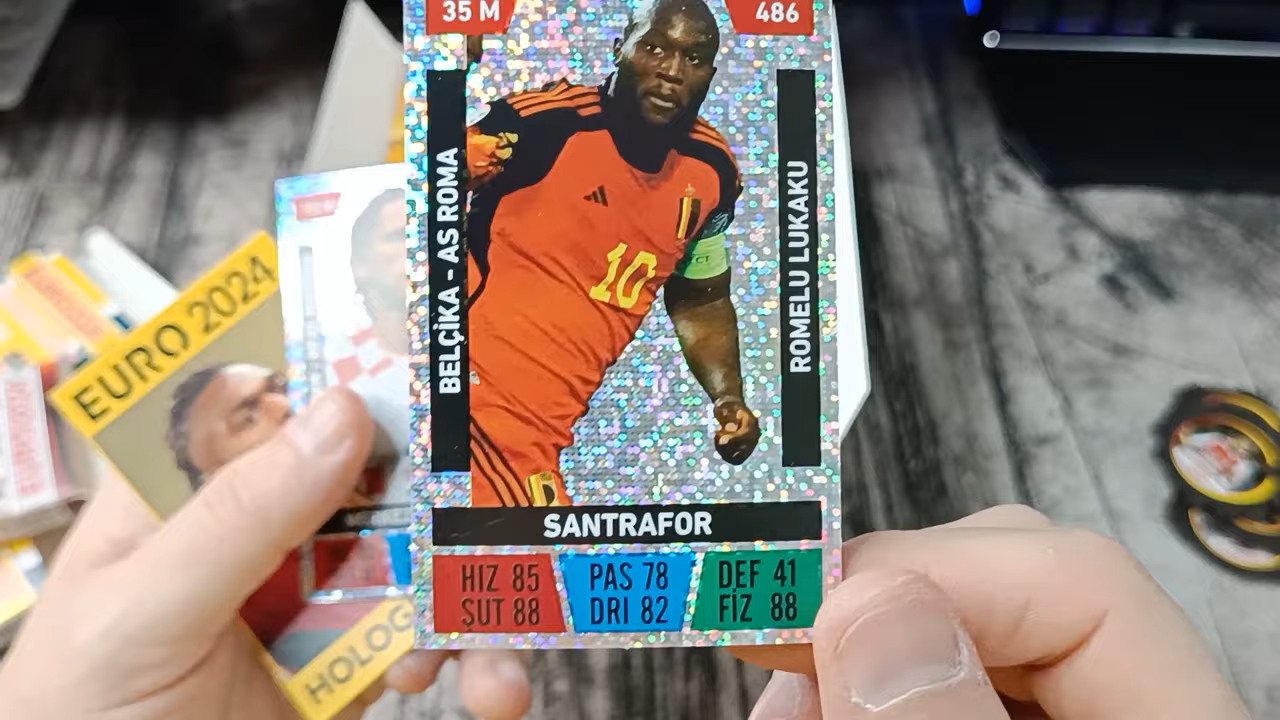 35 M
486
BELÇİKA - AS ROMA
ROMELU LUKAKU
10
SANTRAFOR
HIZ 85
ŞUT 88
PAS 78
DRI 82
DEF 41
FİZ 88
EURO 2024
HOLOG